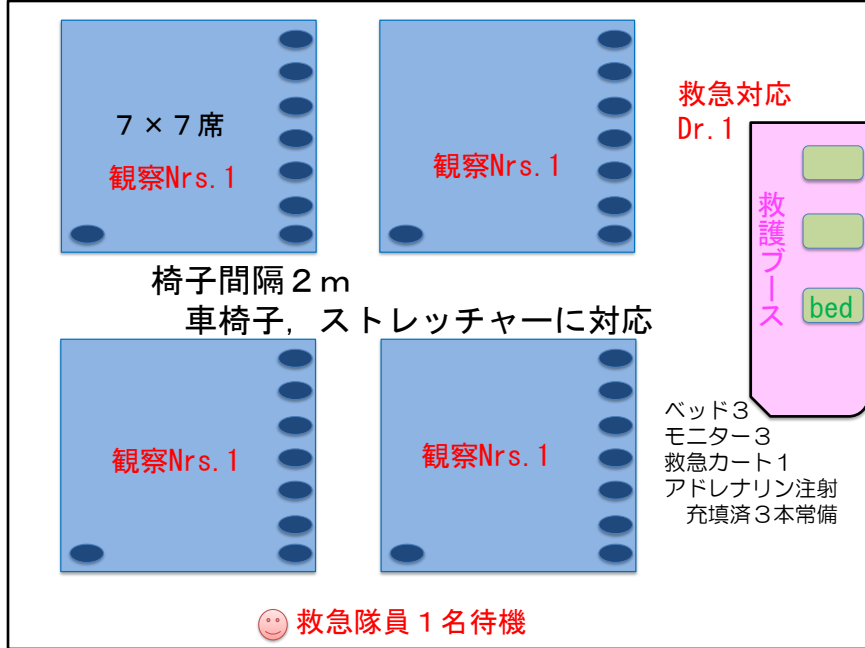 7×7席
観察Nrs.1
観察Nrs.1
救急対応
Dr.1
救護ブース
bed
椅子間隔2m
車椅子，ストレッチャーに対応
観察Nrs.1
観察Nrs.1
ベッド3
モニター3
救急カート1
アドレナリン注射
充填済3本常備
救急隊員1名待機